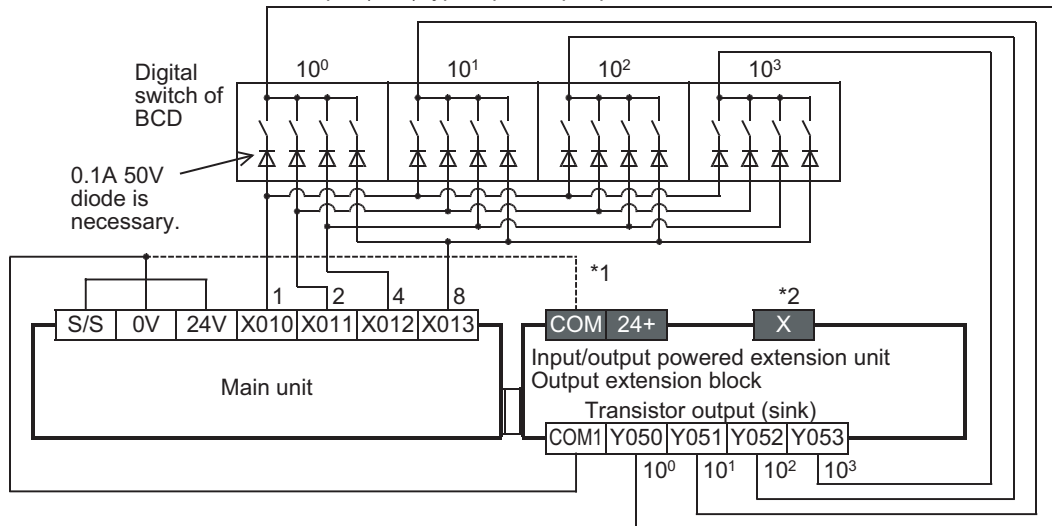 10⁰ 10¹ 10² 10³
Digital
switch of
BCD
0.1A 50V
diode is
necessary.
*1
*2
1 2 4 8
S/S 0V 24V X010 X011 X012 X013
COM 24+ X
Main unit
Input/output powered extension unit
Output extension block
Transistor output (sink)
COM1 Y050 Y051 Y052 Y053
10⁰ 10¹ 10² 10³